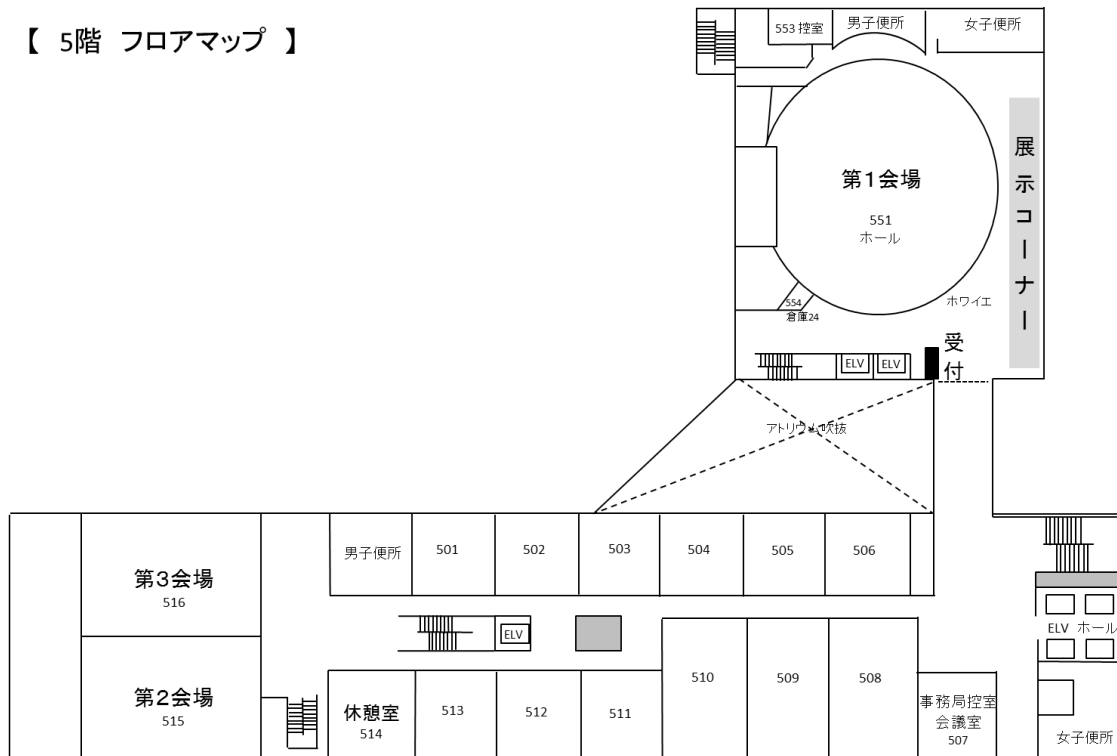 【 5階 フロアマップ 】
553 控室
男子便所
女子便所
第1会場
551
ホール
展示コーナー
554
倉庫24
ホワイエ
ELV
ELV
受付
アトリウム吹抜
男子便所
501
502
503
504
505
506
第3会場
516
ELV
ELV ホール
第2会場
515
休憩室
514
513
512
511
510
509
508
事務局控室
会議室
507
女子便所